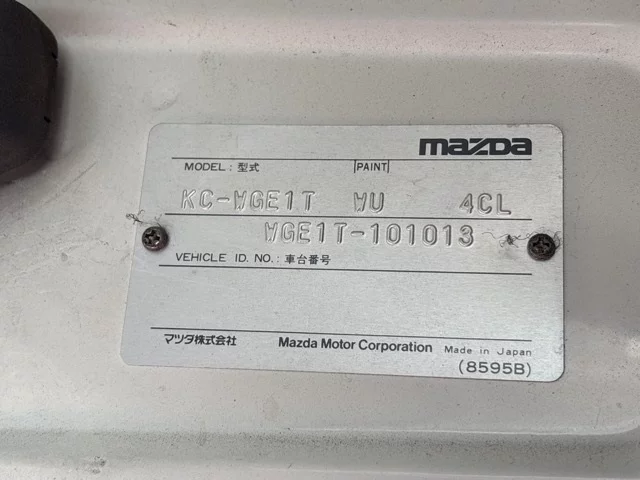 mazda
MODEL: 型式 PAINT
KC-WGE1T WU 4CL
WGE1T-101013
VEHICLE ID. NO.: 車台番号
マツダ株式会社 Mazda Motor Corporation Made in Japan
(8595B)